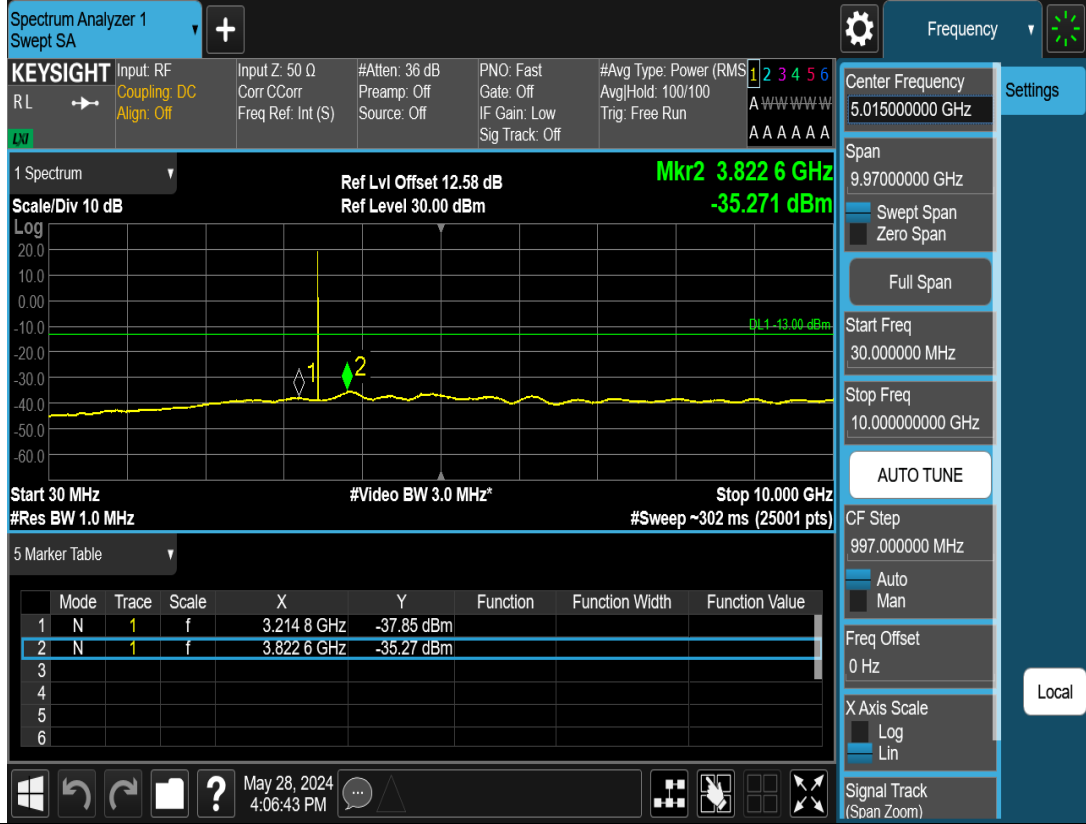 Spectrum Analyzer 1
Swept SA
+
Frequency
KEYSIGHT
RL
LXI
Input: RF
Coupling: DC
Align: Off
Input Z: 50 Ω
Corr CCorr
Freq Ref: Int (S)
#Atten: 36 dB
Preamp: Off
Source: Off
PNO: Fast
Gate: Off
IF Gain: Low
Sig Track: Off
#Avg Type: Power (RMS
Avg|Hold: 100/100
Trig: Free Run
1 2 3 4 5 6
A W W W W W
A A A A A A
1 Spectrum
Scale/Div 10 dB
Ref Lvl Offset 12.58 dB
Ref Level 30.00 dBm
Mkr2 3.822 6 GHz
-35.271 dBm
Log
20.0
10.0
0.00
-10.0
-20.0
-30.0
-40.0
-50.0
-60.0
DL1 -13.00 dBm
1
2
Start 30 MHz
#Video BW 3.0 MHz*
Stop 10.000 GHz
#Res BW 1.0 MHz
#Sweep ~302 ms (25001 pts)
5 Marker Table
Mode Trace Scale X Y Function Function Width Function Value
1 N 1 f 3.214 8 GHz -37.85 dBm
2 N 1 f 3.822 6 GHz -35.27 dBm
3
4
5
6
?
May 28, 2024
4:06:43 PM
Center Frequency
5.015000000 GHz
Settings
Span
9.97000000 GHz
Swept Span
Zero Span
Full Span
Start Freq
30.000000 MHz
Stop Freq
10.000000000 GHz
AUTO TUNE
CF Step
997.000000 MHz
Auto
Man
Freq Offset
0 Hz
Local
X Axis Scale
Log
Lin
Signal Track
(Span Zoom)